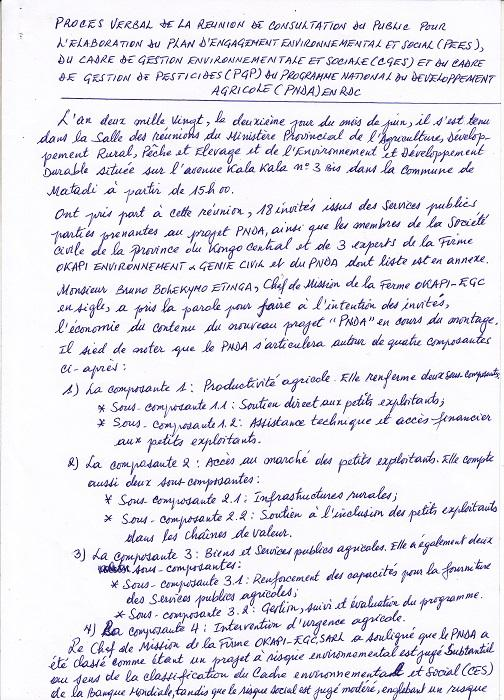 PROCES VERBAL DE LA REUNION DE CONSULTATION DU PUBLIC POUR
L'ELABORATION DU PLAN D'ENGAGEMENT ENVIRONNEMENTAL ET SOCIAL (PEES),
DU CADRE DE GESTION ENVIRONNEMENTALE ET SOCIALE (CGES) ET DU CADRE
DE GESTION DE PESTICIDES (PGP) DU PROGRAMME NATIONAL DU DEVELOPPEMENT
AGRICOLE (PNDA) EN RDC
L'an deux mille vingt, le deuxième jour du mois de juin, il s'est tenu
dans la Salle des réunions du Ministère Provincial de l'Agriculture, Dévelop-
pement Rural, Pêche et Elevage et de l'Environnement et Développement
Durable située sur l'avenue Kala Kala n° 3 Bis dans la Commune de
Matadi à partir de 15h00.
Ont pris part à cette réunion, 18 invités issus des Services publics
parties prenantes au projet PNDA, ainsi que les membres de la Société
civile de la Province du Kongo Central et de 3 experts de la Firme
OKAPI ENVIRONNEMENT & GENIE CIVIL et du PNDA dont liste est en annexe.
Monsieur Bruno BOKEKYMO ETINGA, Chef de Mission de la Ferme OKAPI-EGC
en sigle, a pris la parole pour faire à l'intention des invités,
l'économie du contenu du nouveau projet "PNDA" en cours du montage.
Il sied de noter que le PNDA s'articulera autour de quatre composantes
ci-après :
1) La composante 1 : Productivité agricole. Elle renferme deux sous-composantes
* Sous-composante 1.1 : Soutien direct aux petits exploitants;
* Sous-composante 1.2 : Assistance technique et accès financier
aux petits exploitants.
2) La composante 2 : Accès au marché des petits exploitants. Elle compte
aussi deux sous-composantes :
* Sous-composante 2.1 : Infrastructures rurales;
* Sous-composante 2.2 : Soutien à l'inclusion des petits exploitants
dans les chaînes de valeur.
3) La composante 3 : Biens et Services publics agricoles. Elle a également deux
sous-composantes :
* Sous-composante 3.1 : Renforcement des capacités pour la fourniture
des Services publics agricoles;
* Sous-composante 3.2 : Gestion, suivi et évaluation du programme.
4) La composante 4 : Intervention d'urgence agricole.
Le Chef de Mission de la Firme OKAPI-EGC, SARL a souligné que le PNDA a
été classé comme étant un projet à risque environnemental est jugé Substantiel
au sens de la classification du Cadre environnemental et Social (CES)
de la Banque Mondiale, tandis que le risque social est jugé modéré englobant un risque